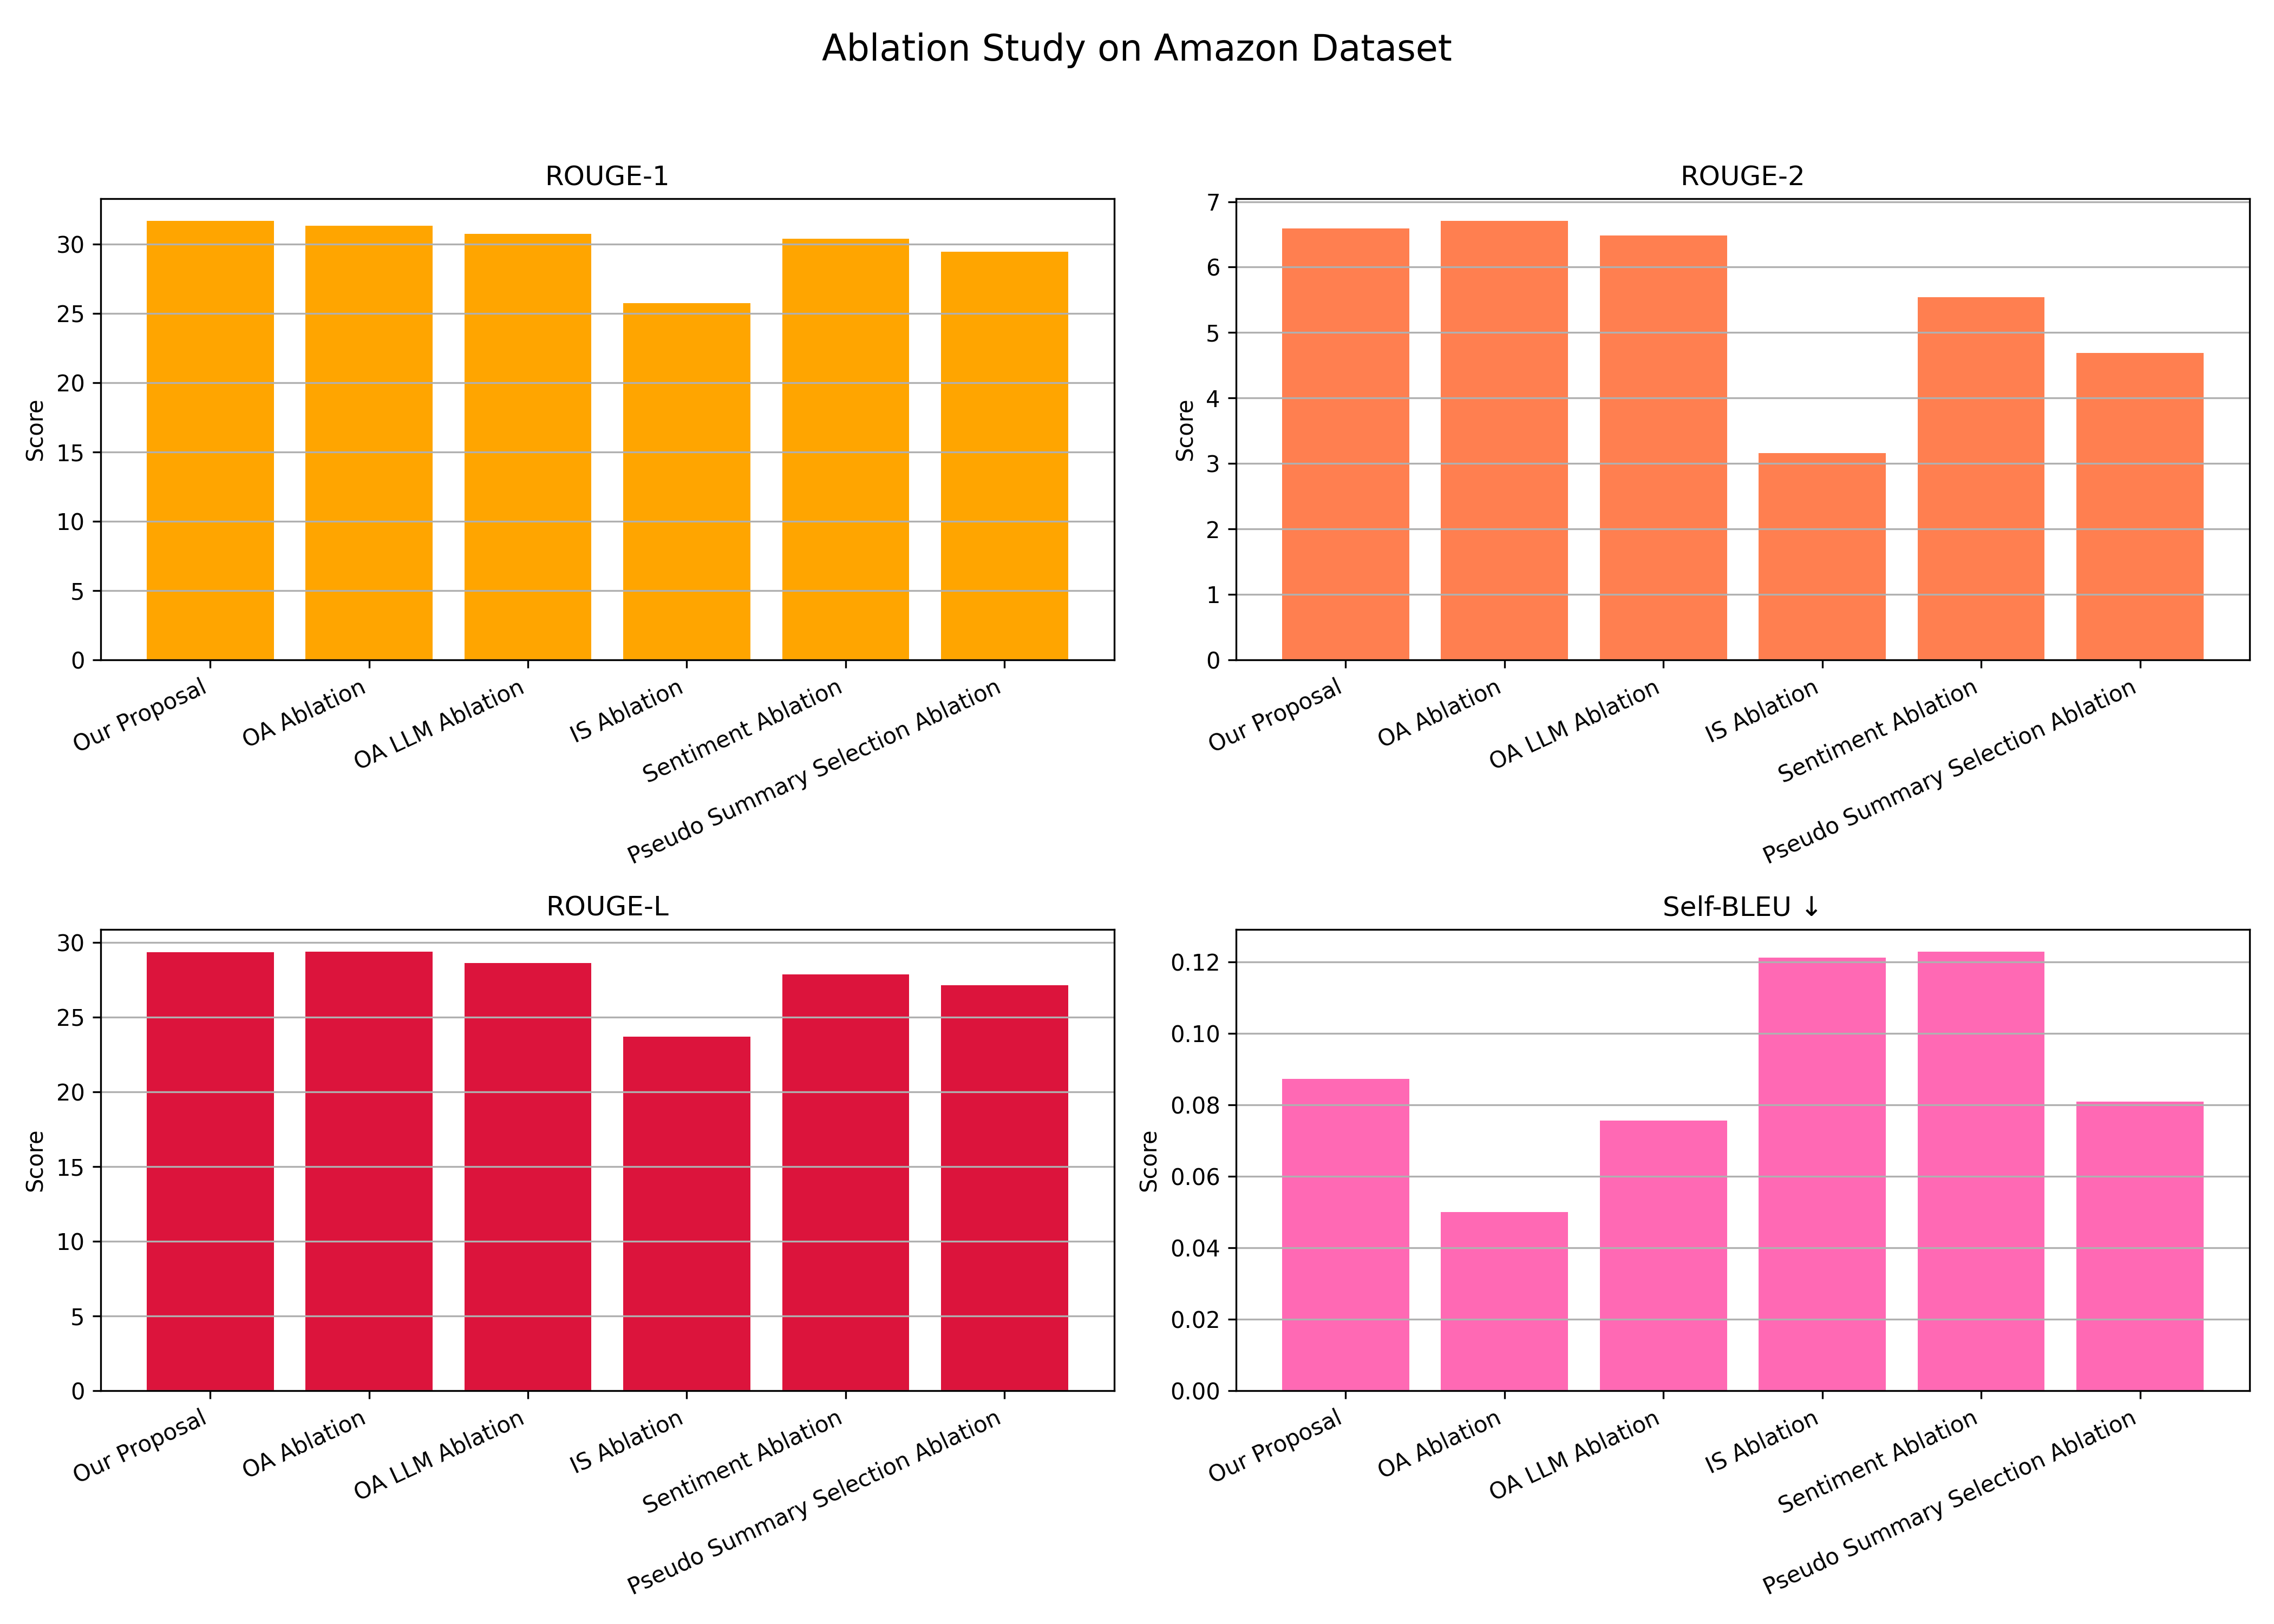 Ablation Study on Amazon Dataset
ROUGE-1
Score
30
25
20
15
10
5
0
Our Proposal
OA Ablation
OA LLM Ablation
IS Ablation
Sentiment Ablation
Pseudo Summary Selection Ablation
ROUGE-2
Score
7
6
5
4
3
2
1
0
Our Proposal
OA Ablation
OA LLM Ablation
IS Ablation
Sentiment Ablation
Pseudo Summary Selection Ablation
ROUGE-L
Score
30
25
20
15
10
5
0
Our Proposal
OA Ablation
OA LLM Ablation
IS Ablation
Sentiment Ablation
Pseudo Summary Selection Ablation
Self-BLEU ↓
Score
0.12
0.10
0.08
0.06
0.04
0.02
0.00
Our Proposal
OA Ablation
OA LLM Ablation
IS Ablation
Sentiment Ablation
Pseudo Summary Selection Ablation